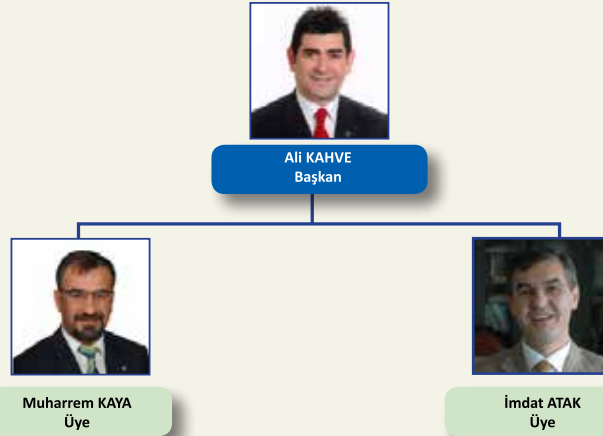 Ali KAHVE
Başkan
Muharrem KAYA
Üye
İmdat ATAK
Üye